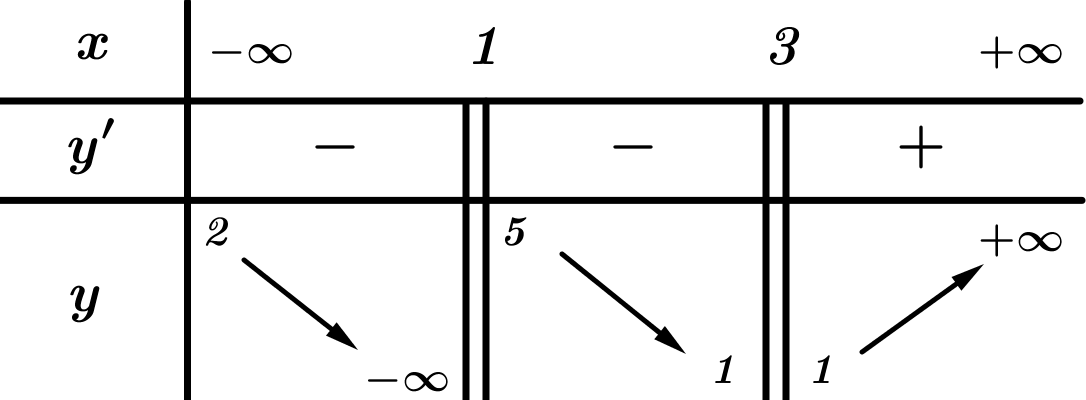 x −∞ 1 3 +∞
y′ − − +
2 5 +∞
y
−∞ 1 1